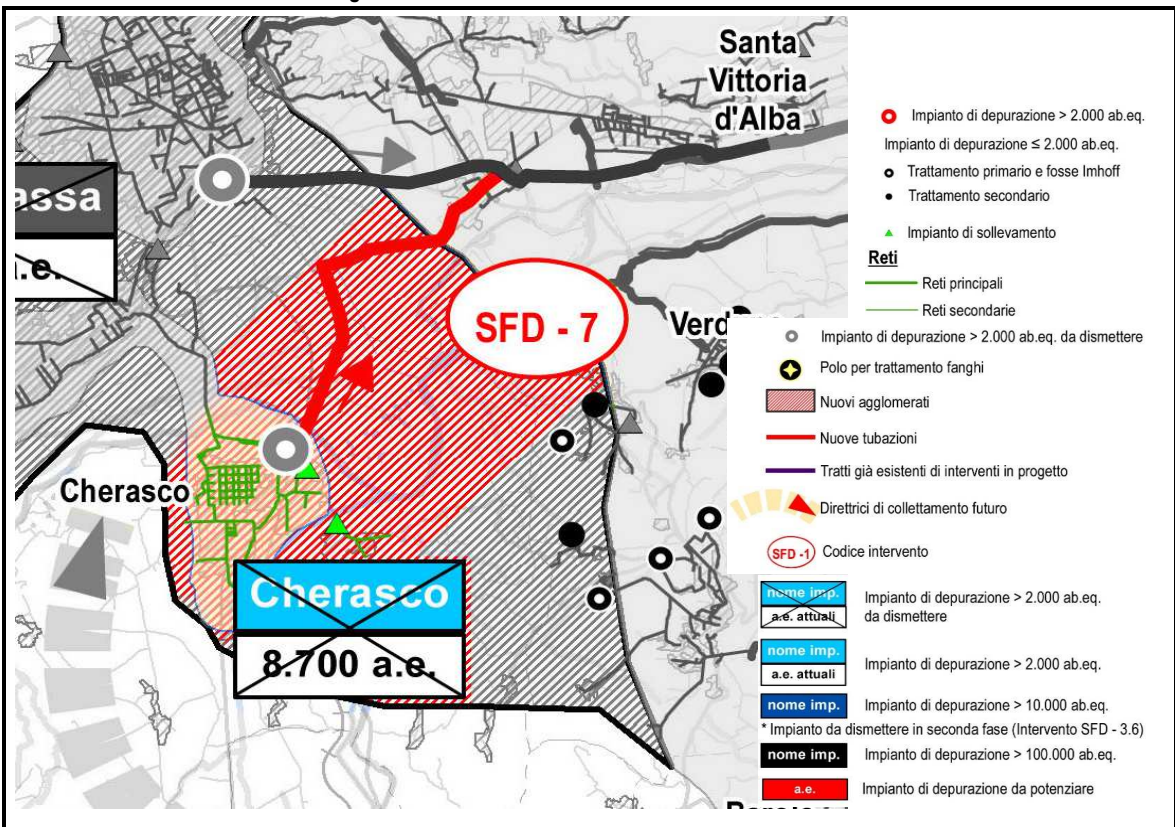 Santa
Vittoria
d'Alba
assa
a.e.
SFD - 7
Cherasco
Cherasco
8.700 a.e.
Impianto di depurazione > 2.000 ab.eq.
Impianto di depurazione ≤ 2.000 ab.eq.
Trattamento primario e fosse Imhoff
Trattamento secondario
Impianto di sollevamento
Reti
Reti principali
Reti secondarie
Impianto di depurazione > 2.000 ab.eq. da dismettere
Polo per trattamento fanghi
Nuovi agglomerati
Nuove tubazioni
Tratti già esistenti di interventi in progetto
Direttrici di collettamento futuro
SFD -1 Codice intervento
nome imp.
a.e. attuali
Impianto di depurazione > 2.000 ab.eq.
da dismettere
nome imp.
a.e. attuali
Impianto di depurazione > 2.000 ab.eq.
nome imp. Impianto di depurazione > 10.000 ab.eq.
* Impianto da dismettere in seconda fase (Intervento SFD - 3.6)
nome imp. Impianto di depurazione > 100.000 ab.eq.
a.e. Impianto di depurazione da potenziare